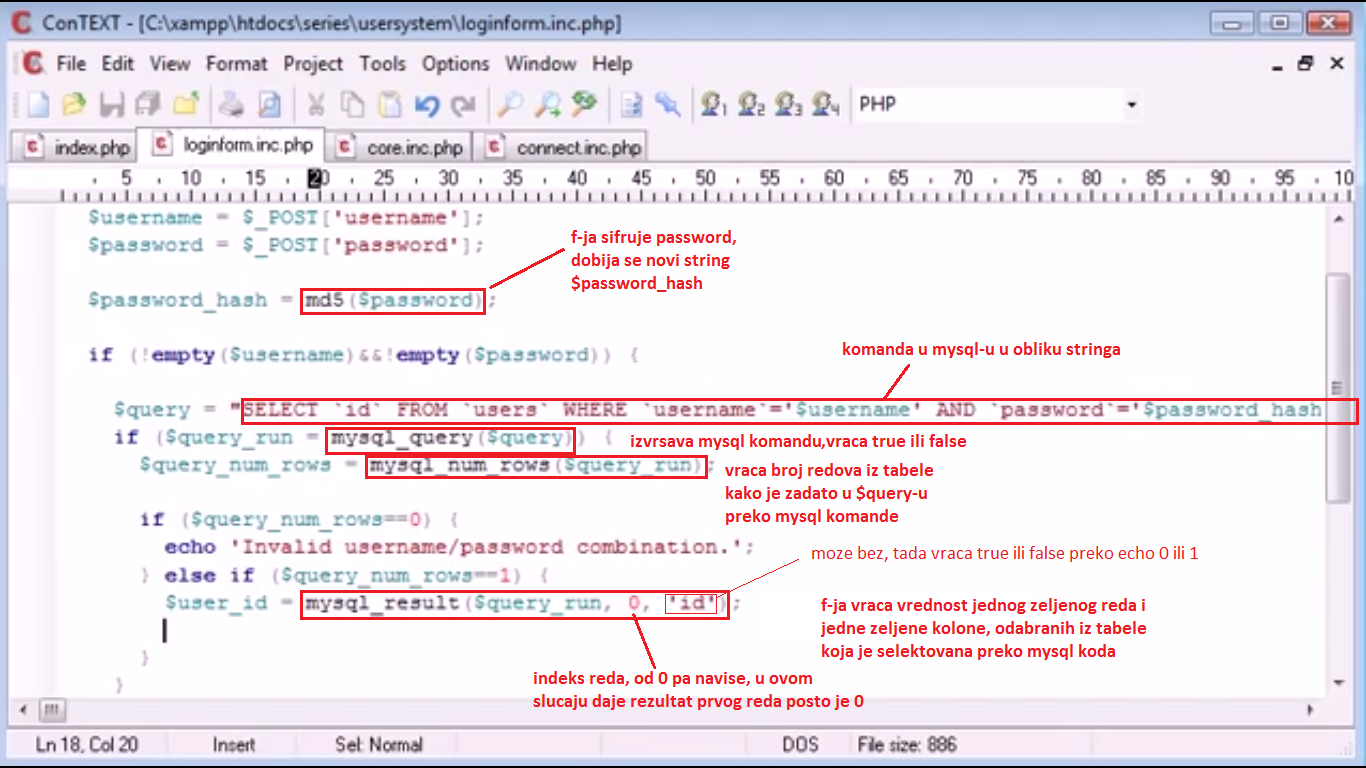 ConTEXT - [C:\xampp\htdocs\series\usersystem\loginform.inc.php]
File Edit View Format Project Tools Options Window Help
1 2 3 4 PHP
index.php loginform.inc.php core.inc.php connect.inc.php
5 10 15 20 25 30 35 40 45 50 55 60 65 70 75 80 85 90 95 10
$username = $_POST['username'];
$password = $_POST['password'];
f-ja sifruje password,
dobija se novi string
$password_hash
$password_hash = md5($password);
if (!empty($username)&&!empty($password)) {
komanda u mysql-u u obliku stringa
$query = "SELECT `id` FROM `users` WHERE `username`='$username' AND `password`='$password_hash
if ($query_run = mysql_query($query)) {
izvrsava mysql komandu,vraca true ili false
$query_num_rows = mysql_num_rows($query_run);
vraca broj redova iz tabele
kako je zadato u $query-u
preko mysql komande
if ($query_num_rows==0) {
echo 'Invalid username/password combination.';
moze bez, tada vraca true ili false preko echo 0 ili 1
} else if ($query_num_rows==1) {
$user_id = mysql_result($query_run, 0, 'id');
f-ja vraca vrednost jednog zeljenog reda i
jedne zeljene kolone, odabranih iz tabele
koja je selektovana preko mysql koda
}
indeks reda, od 0 pa navise, u ovom
slucaju daje rezultat prvog reda posto je 0
}
Ln 18, Col 20 Insert Sel: Normal DOS File size: 886